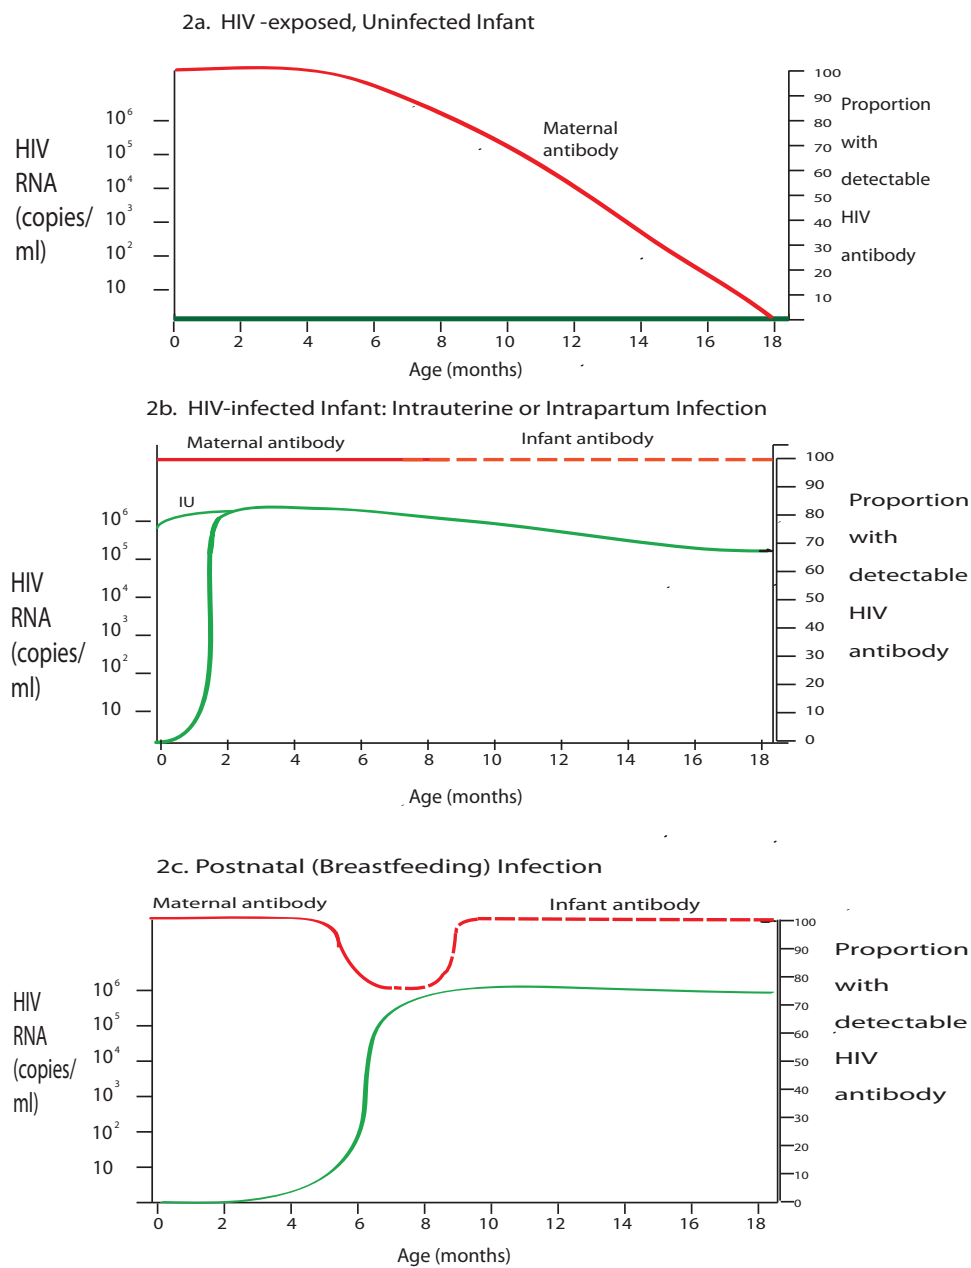 2a. HIV -exposed, Uninfected Infant
HIV
RNA
(copies/
ml)
10⁶
10⁵
10⁴
10³
10²
10
Maternal
antibody
100
90
80
70
60
50
40
30
20
10
Proportion
with
detectable
HIV
antibody
0 2 4 6 8 10 12 14 16 18
Age (months)
2b. HIV-infected Infant: Intrauterine or Intrapartum Infection
Maternal antibody
Infant antibody
IU
HIV
RNA
(copies/
ml)
10⁶
10⁵
10⁴
10³
10²
10
100
90
80
70
60
50
40
30
20
10
0
Proportion
with
detectable
HIV
antibody
0 2 4 6 8 10 12 14 16 18
Age (months)
2c. Postnatal (Breastfeeding) Infection
Maternal antibody
Infant antibody
HIV
RNA
(copies/
ml)
10⁶
10⁵
10⁴
10³
10²
10
100
90
80
70
60
50
40
30
20
10
0
Proportion
with
detectable
HIV
antibody
0 2 4 6 8 10 12 14 16 18
Age (months)